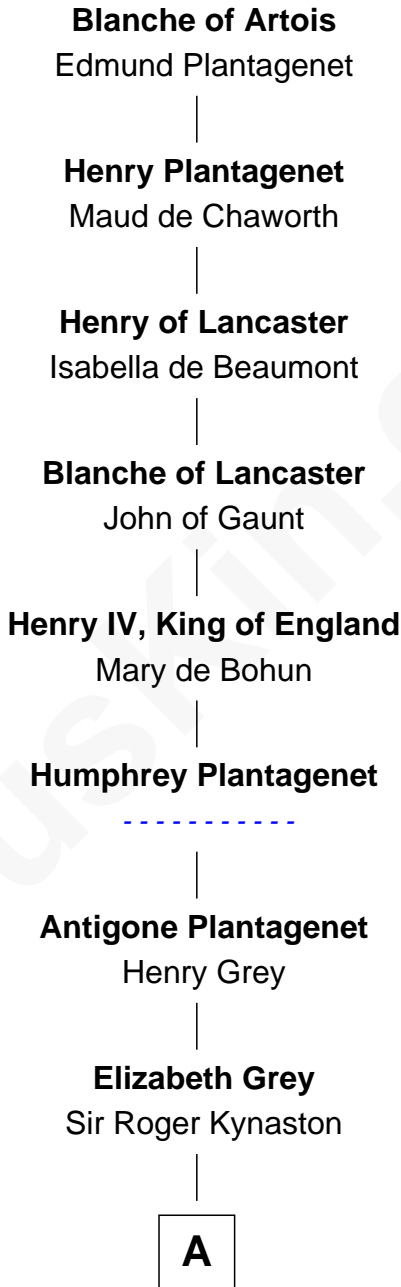 Blanche of Artois
Edmund Plantagenet
Henry Plantagenet
Maud de Chaworth
Henry of Lancaster
Isabella de Beaumont
Blanche of Lancaster
John of Gaunt
Henry IV, King of England
Mary de Bohun
Humphrey Plantagenet
- - - - - - - - - - -
Antigone Plantagenet
Henry Grey
Elizabeth Grey
Sir Roger Kynaston
A